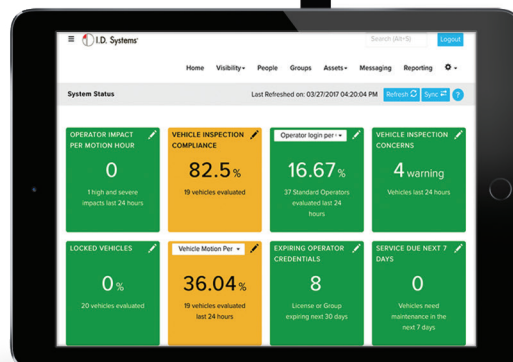 I.D. Systems
Search (Alt+S)
Logout
Home Visibility People Groups Assets Messaging Reporting
System Status
Last Refreshed on: 03/27/2017 04:20:04 PM
Refresh
Sync
?
OPERATOR IMPACT
PER MOTION HOUR
0
1 high and severe
impacts last 24 hours
VEHICLE INSPECTION
COMPLIANCE
82.5%
19 vehicles evaluated
Operator login per
16.67%
37 Standard Operators
evaluated last 24
hours
VEHICLE INSPECTION
CONCERNS
4 warning
Vehicles last 24 hours
LOCKED VEHICLES
0%
20 vehicles evaluated
Vehicle Motion Per
36.04%
19 vehicles evaluated
last 24 hours
EXPIRING OPERATOR
CREDENTIALS
8
License or Group
expiring next 30 days
SERVICE DUE NEXT 7
DAYS
0
Vehicles need
maintenance in the
next 7 days